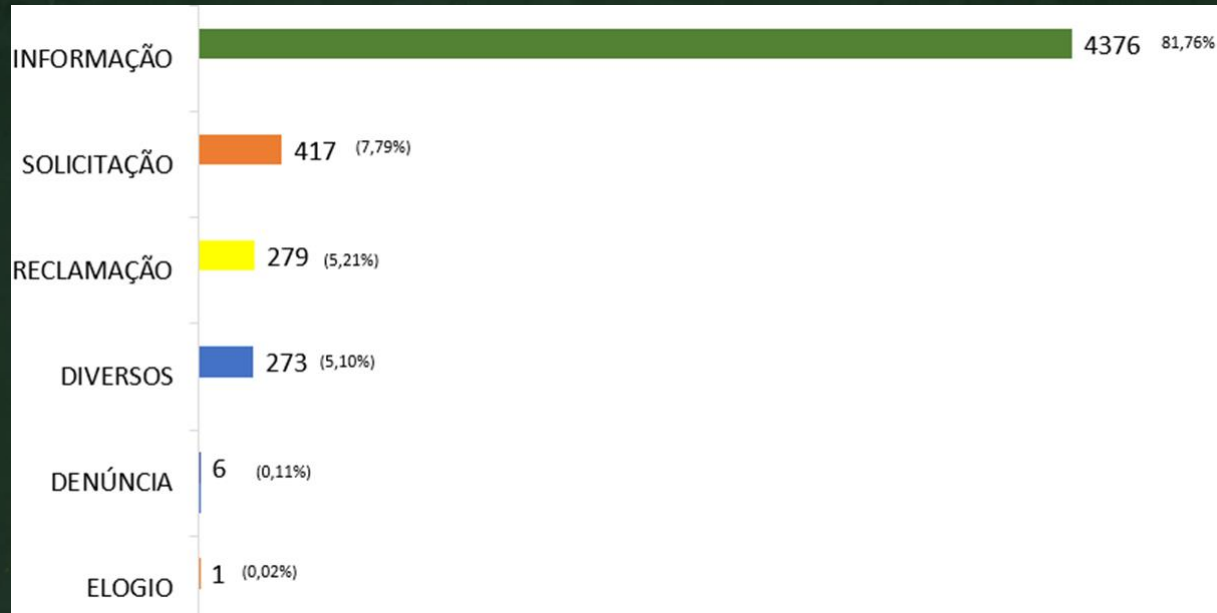 INFORMAÇÃO 4376 81,76%
SOLICITAÇÃO 417 (7,79%)
RECLAMAÇÃO 279 (5,21%)
DIVERSOS 273 (5,10%)
DENÚNCIA 6 (0,11%)
ELOGIO 1 (0,02%)